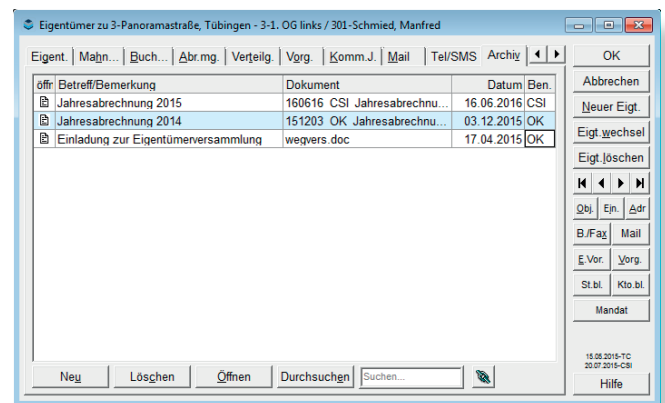 Eigentümer zu 3-Panoramastraße, Tübingen - 3-1. OG links / 301-Schmied, Manfred
Eigent. Mahn... Buch... Abr.mg. Verteilg. Vorg. Komm.J. Mail Tel/SMS Archiv
öffr Betreff/Bemerkung Dokument Datum Ben.
Jahresabrechnung 2015 160616 CSI Jahresabrechnu... 16.06.2016 CSI
Jahresabrechnung 2014 151203 OK Jahresabrechnu... 03.12.2015 OK
Einladung zur Eigentümerversammlung wegvers.doc 17.04.2015 OK
Neu Löschen Öffnen Durchsuchen Suchen...
OK
Abbrechen
Neuer Eigt.
Eigt.wechsel
Eigt.löschen
Obj. Ein. Adr
B./Fax Mail
E.Vor. Vorg.
St.bl. Kto.bl.
Mandat
15.05.2015-TC
20.07.2015-CSI
Hilfe